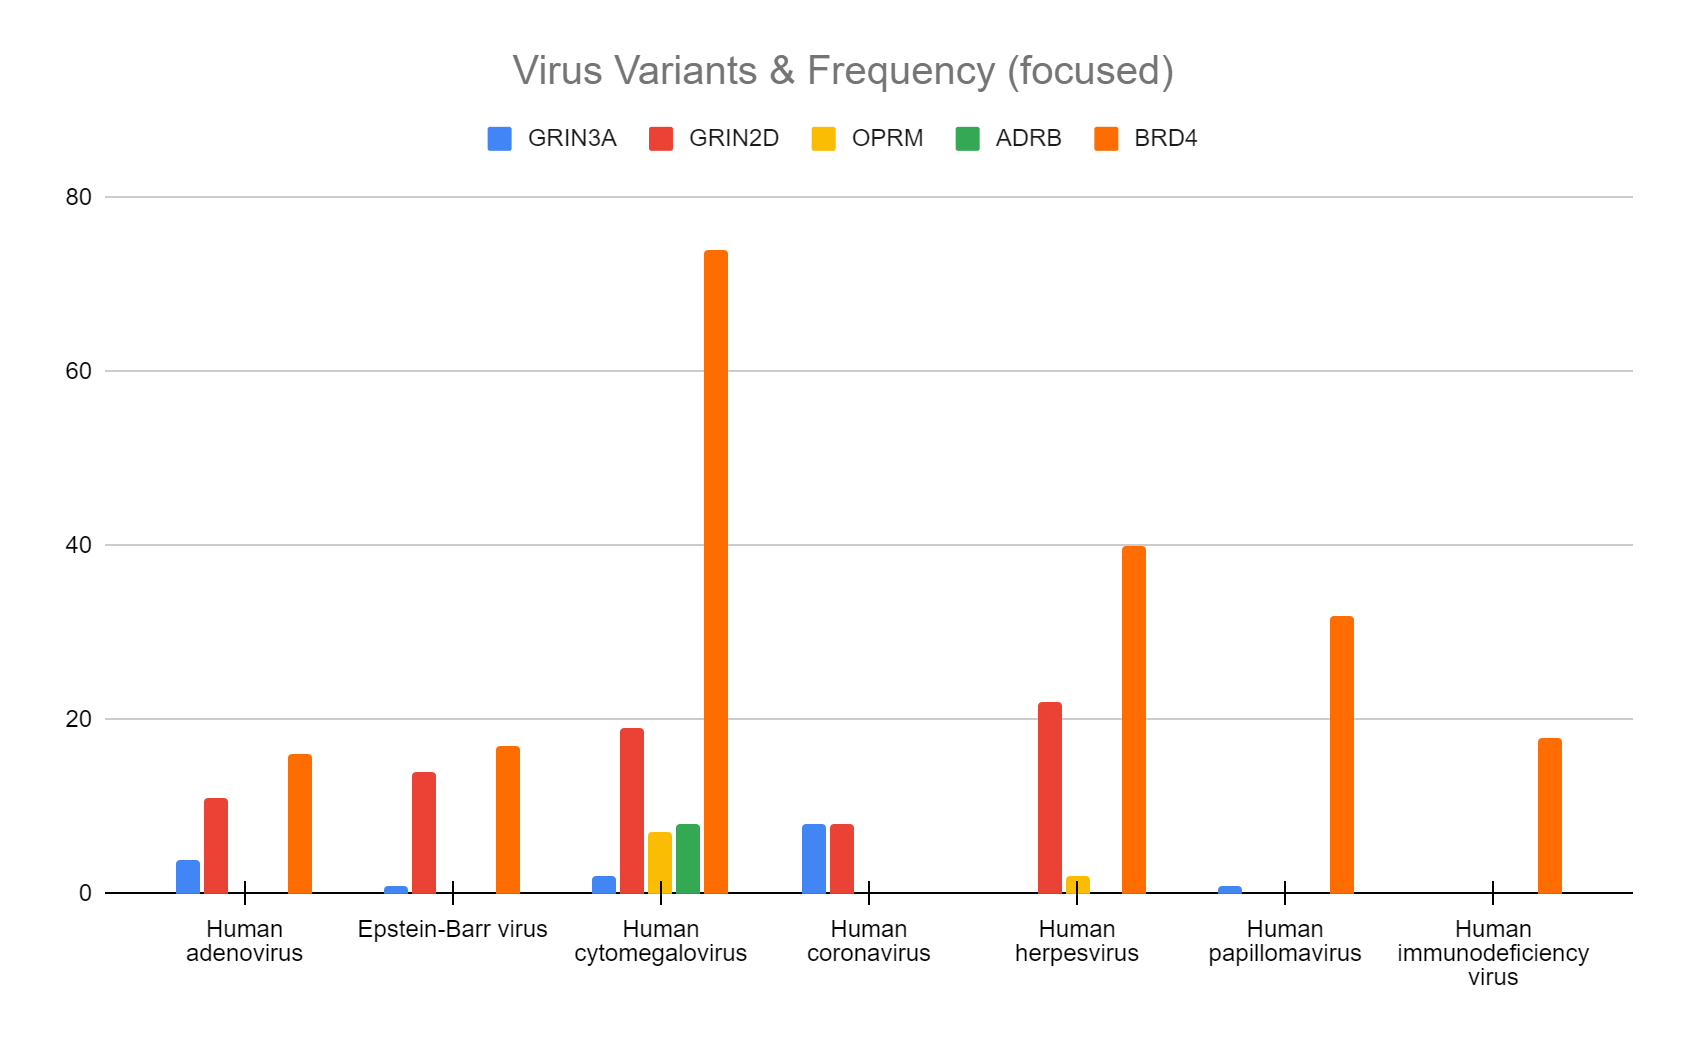 Virus Variants & Frequency (focused)
GRIN3A GRIN2D OPRM ADRB BRD4
80
60
40
20
0
Human adenovirus
Epstein-Barr virus
Human cytomegalovirus
Human coronavirus
Human herpesvirus
Human papillomavirus
Human immunodeficiency virus